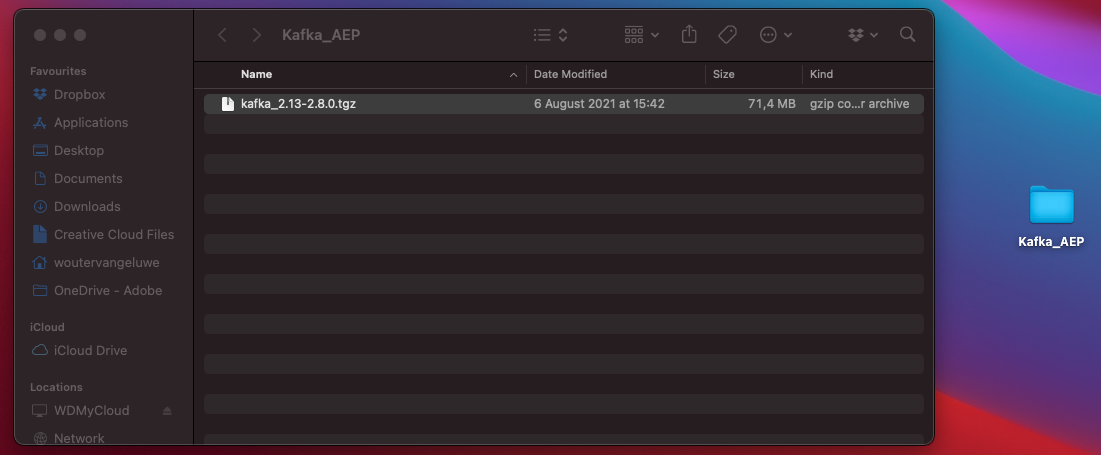 Kafka_AEP
Favourites
Dropbox
Applications
Desktop
Documents
Downloads
Creative Cloud Files
woutervangeluwe
OneDrive - Adobe
iCloud
iCloud Drive
Locations
WDMyCloud
Network
Name Date Modified Size Kind
kafka_2.13-2.8.0.tgz 6 August 2021 at 15:42 71,4 MB gzip co...r archive
Kafka_AEP